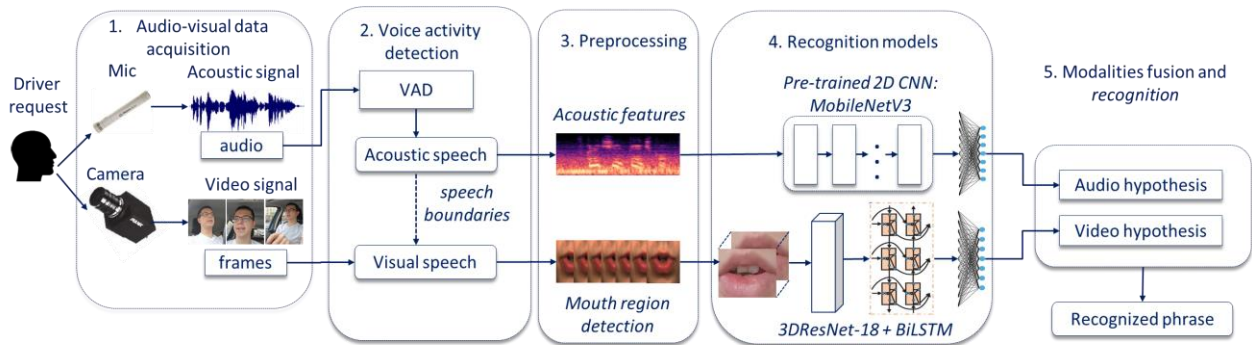 Driver
request
1. Audio-visual data
acquisition
Mic
Acoustic signal
audio
Camera
Video signal
frames
2. Voice activity
detection
VAD
Acoustic speech
speech
boundaries
Visual speech
3. Preprocessing
Acoustic features
Mouth region
detection
4. Recognition models
Pre-trained 2D CNN:
MobileNetV3
3DResNet-18 + BiLSTM
5. Modalities fusion and
recognition
Audio hypothesis
Video hypothesis
Recognized phrase